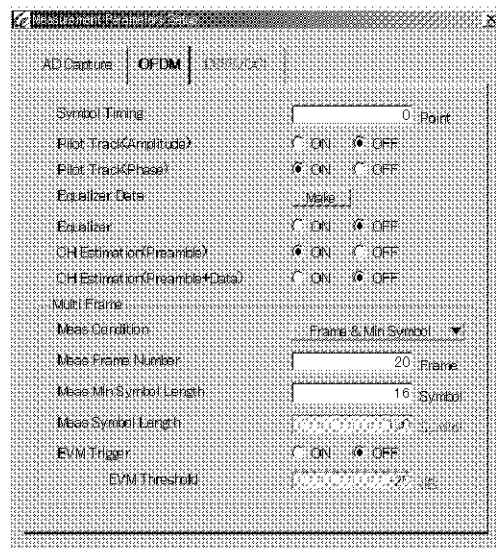 Measurement Parameters Setup
AD Capture OFDM
Symbol Timing 0 Point
Pilot Track(Amplitude) ON OFF
Pilot Track(Phase) ON OFF
Equalizer Data Make
Equalizer ON OFF
CH Estimation(Preamble) ON OFF
CH Estimation(Preamble+Data) ON OFF
Multi Frame
Meas Condition Frame & Min Symbol
Meas Frame Number 20 Frame
Meas Min Symbol Length 16 Symbol
Meas Symbol Length Symbol
EVM Trigger ON OFF
EVM Threshold